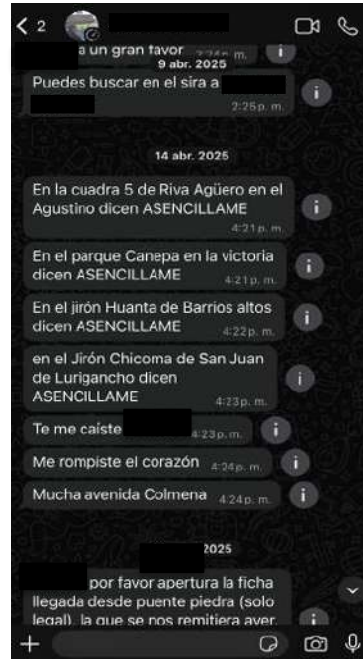 2
a un gran favor
9 abr. 2025
Puedes buscar en el sira a
2:25 p. m.
14 abr. 2025
En la cuadra 5 de Riva Agüero en el
Agustino dicen ASENCILLAME
4:21 p. m.
En el parque Canepa en la victoria
dicen ASENCILLAME
4:21 p. m.
En el jirón Huanta de Barrios altos
dicen ASENCILLAME
4:22 p. m.
en el Jirón Chicoma de San Juan
de Lurigancho dicen
ASENCILLAME
4:23 p. m.
Te me caíste
4:23 p. m.
Me rompiste el corazón 4:24 p. m.
Mucha avenida Colmena 4:24 p. m.
2025
por favor apertura la ficha
llegada desde puente piedra (solo
legal), la que se nos remitiera ayer,